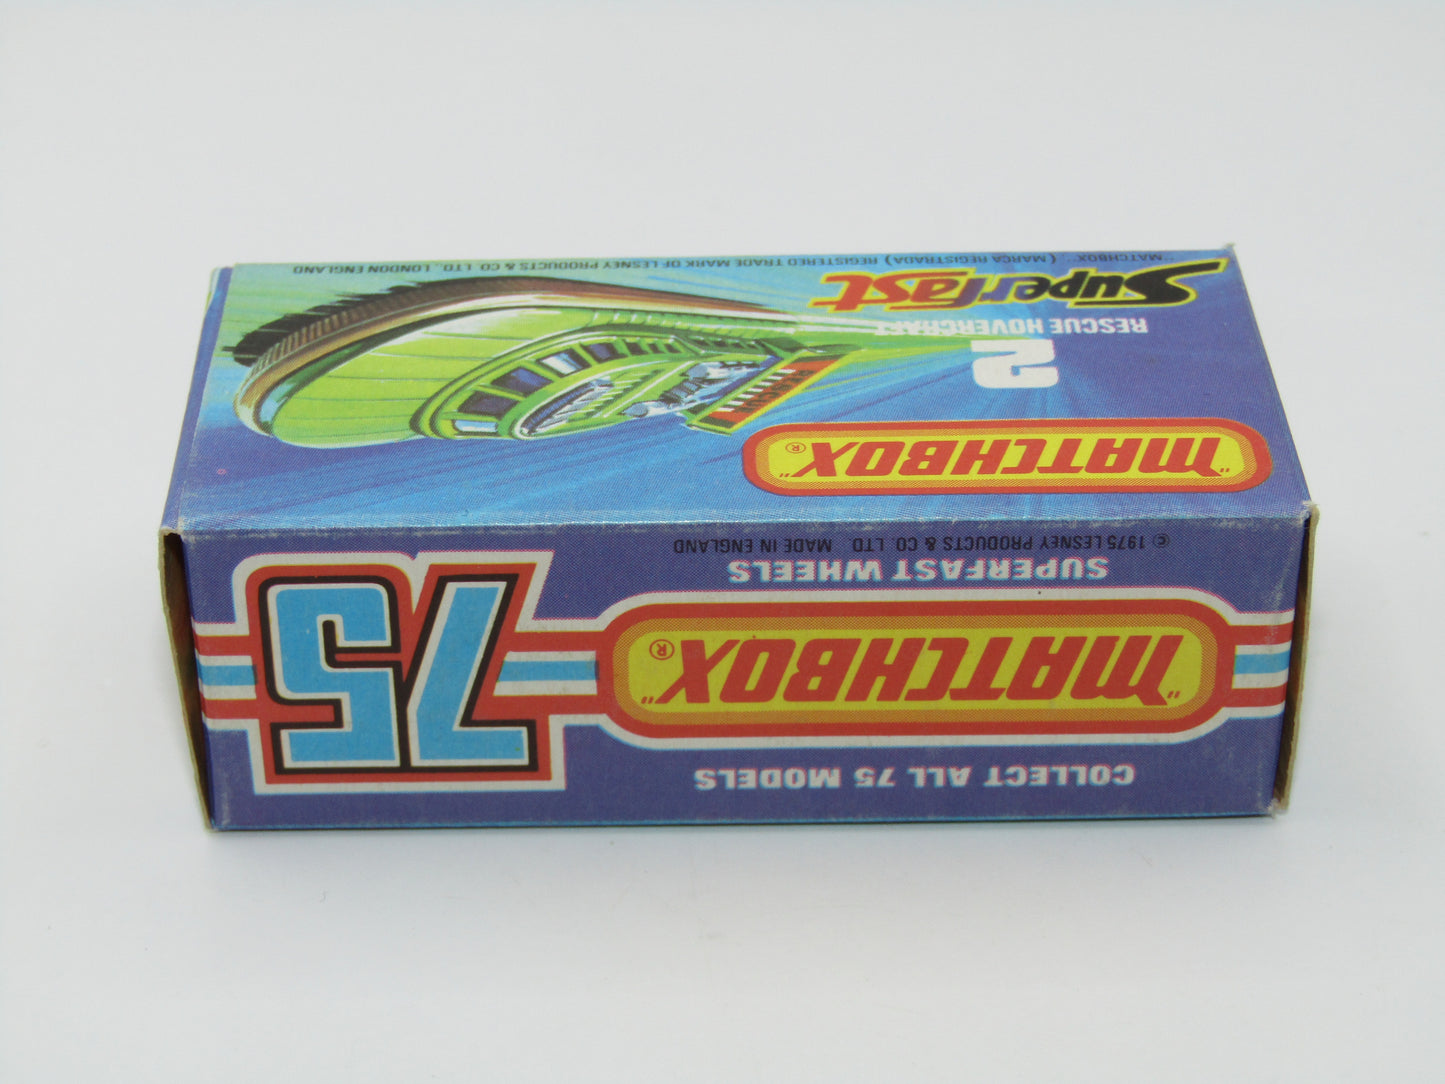 COLLECT ALL 75 MODELS
"MATCHBOX"®
75
SUPERFAST WHEELS
© 1975 LESNEY PRODUCTS & CO. LTD. MADE IN ENGLAND
"MATCHBOX"®
2
RESCUE
RESCUE HOVERCRAFT
Superfast
"MATCHBOX" (MARCA REGISTRADA) REGISTERED TRADE MARK OF LESNEY PRODUCTS & CO. LTD., LONDON ENGLAND